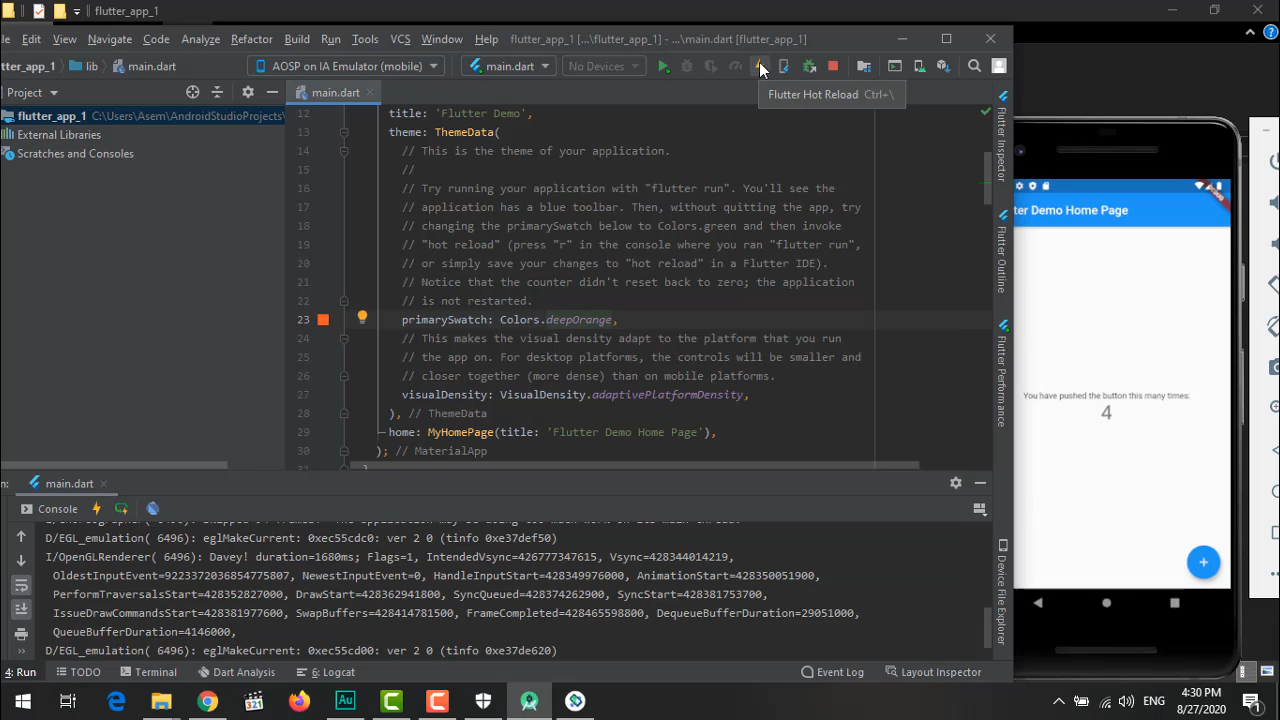 flutter_app_1
Edit View Navigate Code Analyze Refactor Build Run Tools VCS Window Help flutter_app_1 [...\flutter_app_1] - ...\main.dart [flutter_app_1]
tter_app_1 lib main.dart AOSP on IA Emulator (mobile) main.dart No Devices
Project main.dart Flutter Hot Reload Ctrl+\
flutter_app_1 C:\Users\Asem\AndroidStudioProjects\
External Libraries
Scratches and Consoles
12 title: 'Flutter Demo',
13 theme: ThemeData(
14 // This is the theme of your application.
15 //
16 // Try running your application with "flutter run". You'll see the
17 // application has a blue toolbar. Then, without quitting the app, try
18 // changing the primarySwatch below to Colors.green and then invoke
19 // "hot reload" (press "r" in the console where you ran "flutter run",
20 // or simply save your changes to "hot reload" in a Flutter IDE).
21 // Notice that the counter didn't reset back to zero; the application
22 // is not restarted.
23 primarySwatch: Colors.deepOrange,
24 // This makes the visual density adapt to the platform that you run
25 // the app on. For desktop platforms, the controls will be smaller and
26 // closer together (more dense) than on mobile platforms.
27 visualDensity: VisualDensity.adaptivePlatformDensity,
28 ), // ThemeData
29 home: MyHomePage(title: 'Flutter Demo Home Page'),
30 ); // MaterialApp
Flutter Inspector
Flutter Outline
Flutter Performance
Device File Explorer
tter Demo Home Page
You have pushed the button this many times:
4
+
n: main.dart
Console
D/EGL_emulation( 6496): eglMakeCurrent: 0xec55cdc0: ver 2 0 (tinfo 0xe37def50)
I/OpenGLRenderer( 6496): Davey! duration=1680ms; Flags=1, IntendedVsync=426777347615, Vsync=428344014219,
OldestInputEvent=9223372036854775807, NewestInputEvent=0, HandleInputStart=428349976000, AnimationStart=428350051900,
PerformTraversalsStart=428352827000, DrawStart=428362941800, SyncQueued=428374262900, SyncStart=428381753700,
IssueDrawCommandsStart=428381977600, SwapBuffers=428414781500, FrameCompleted=428465598800, DequeueBufferDuration=29051000,
QueueBufferDuration=4146000,
D/EGL_emulation( 6496): eglMakeCurrent: 0xec55cd00: ver 2 0 (tinfo 0xe37de620)
4: Run TODO Terminal Dart Analysis 6: Logcat Event Log Layout Inspector
ENG 4:30 PM
8/27/2020